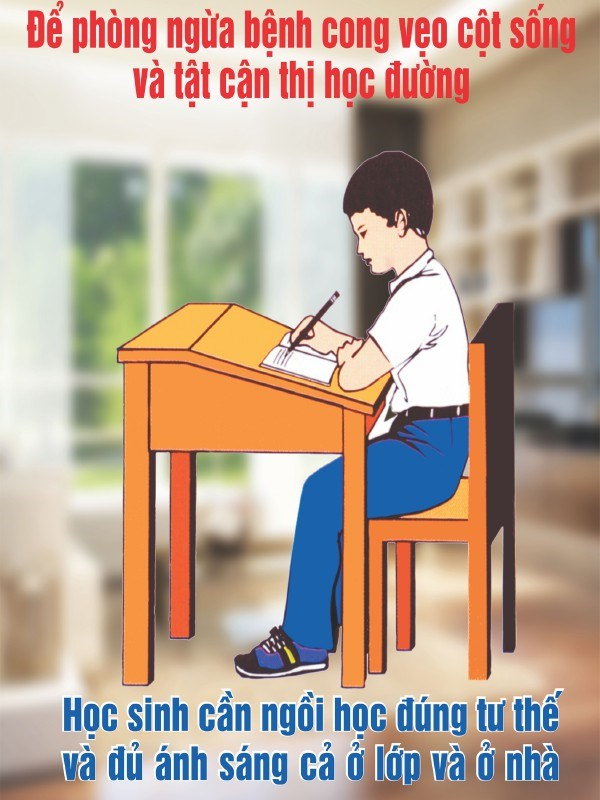 Để phòng ngừa bệnh cong vẹo cột sống
và tật cận thị học đường
Học sinh cần ngồi học đúng tư thế
và đủ ánh sáng cả ở lớp và ở nhà